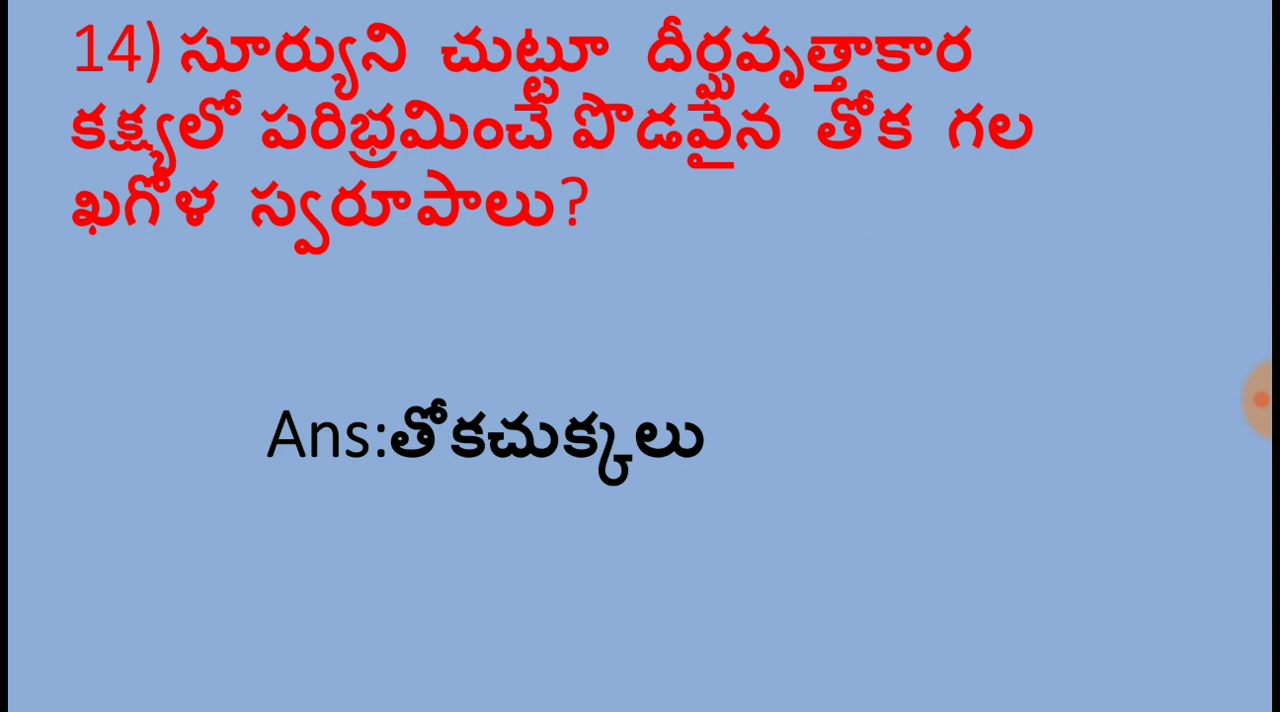 14) సూర్యుని చుట్టూ దీర్ఘవృత్తాకార
కక్ష్యలో పరిభ్రమించే పొడవైన తోక గల
ఖగోళ స్వరూపాలు?
Ans:తోకచుక్కలు